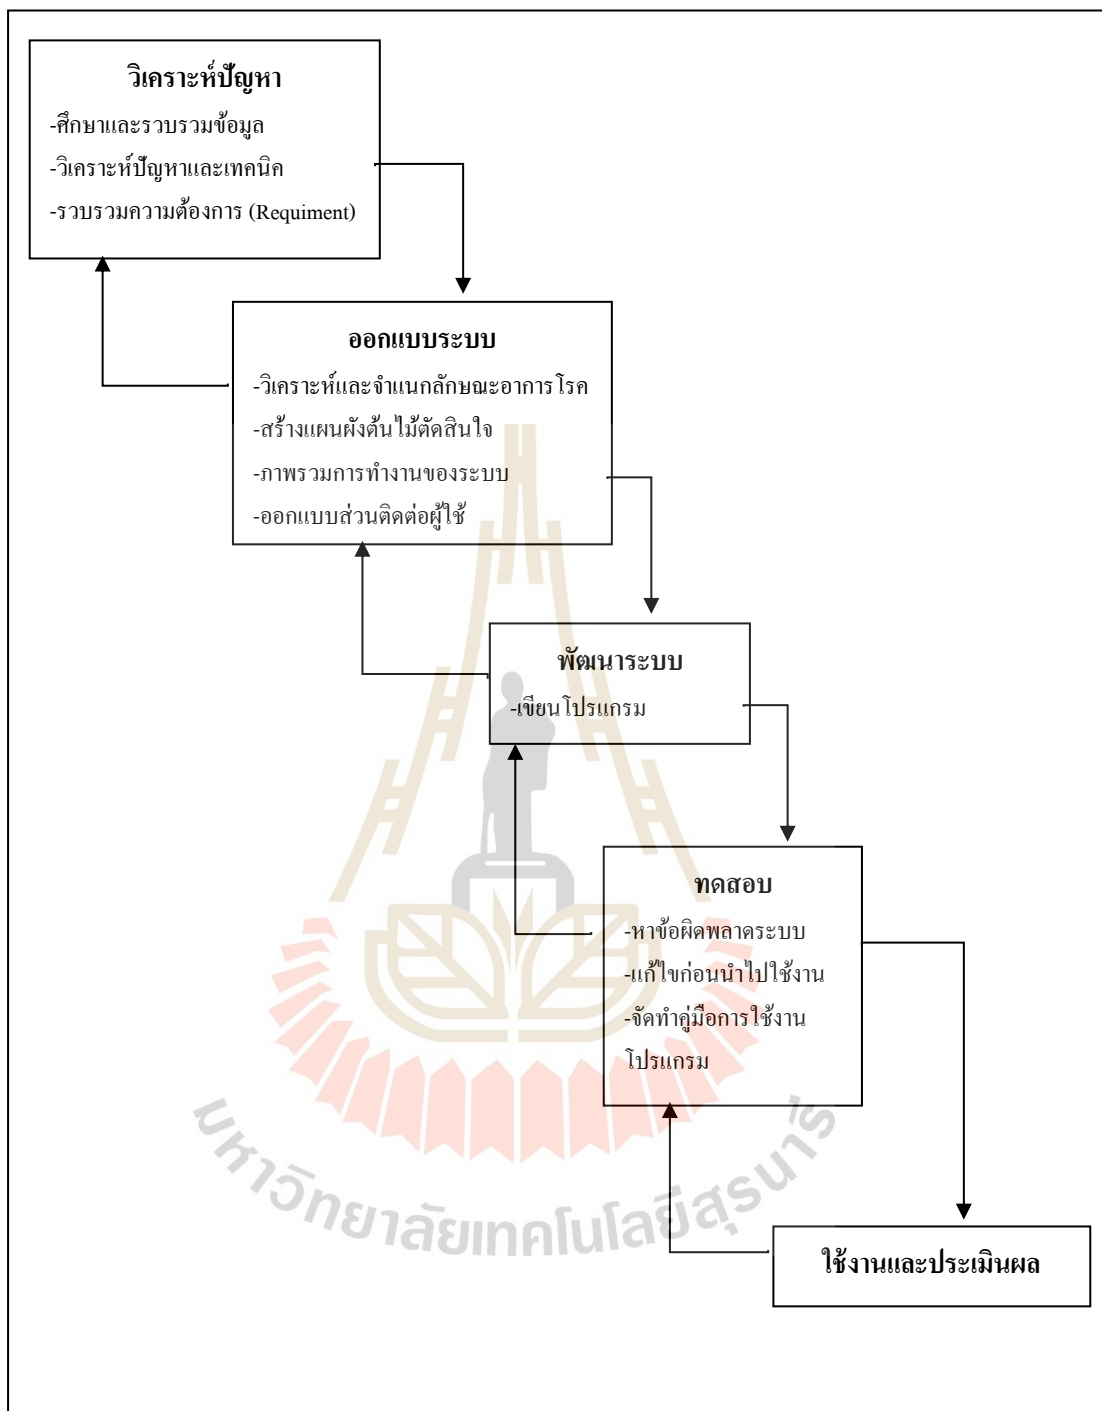 วิเคราะห์ปัญหา
-ศึกษาและรวบรวมข้อมูล
-วิเคราะห์ปัญหาและเทคนิค
-รวบรวมความต้องการ (Requiment)
ออกแบบระบบ
-วิเคราะห์และจำแนกลักษณะอาการโรค
-สร้างแผนผังต้นไม้ตัดสินใจ
-ภาพรวมการทำงานของระบบ
-ออกแบบส่วนติดต่อผู้ใช้
พัฒนาระบบ
-เขียนโปรแกรม
ทดสอบ
-หาข้อผิดพลาดระบบ
-แก้ไขก่อนนำไปใช้งาน
-จัดทำคู่มือการใช้งาน
โปรแกรม
ใช้งานและประเมินผล
มหาวิทยาลัยเทคโนโลยีสุรนารี